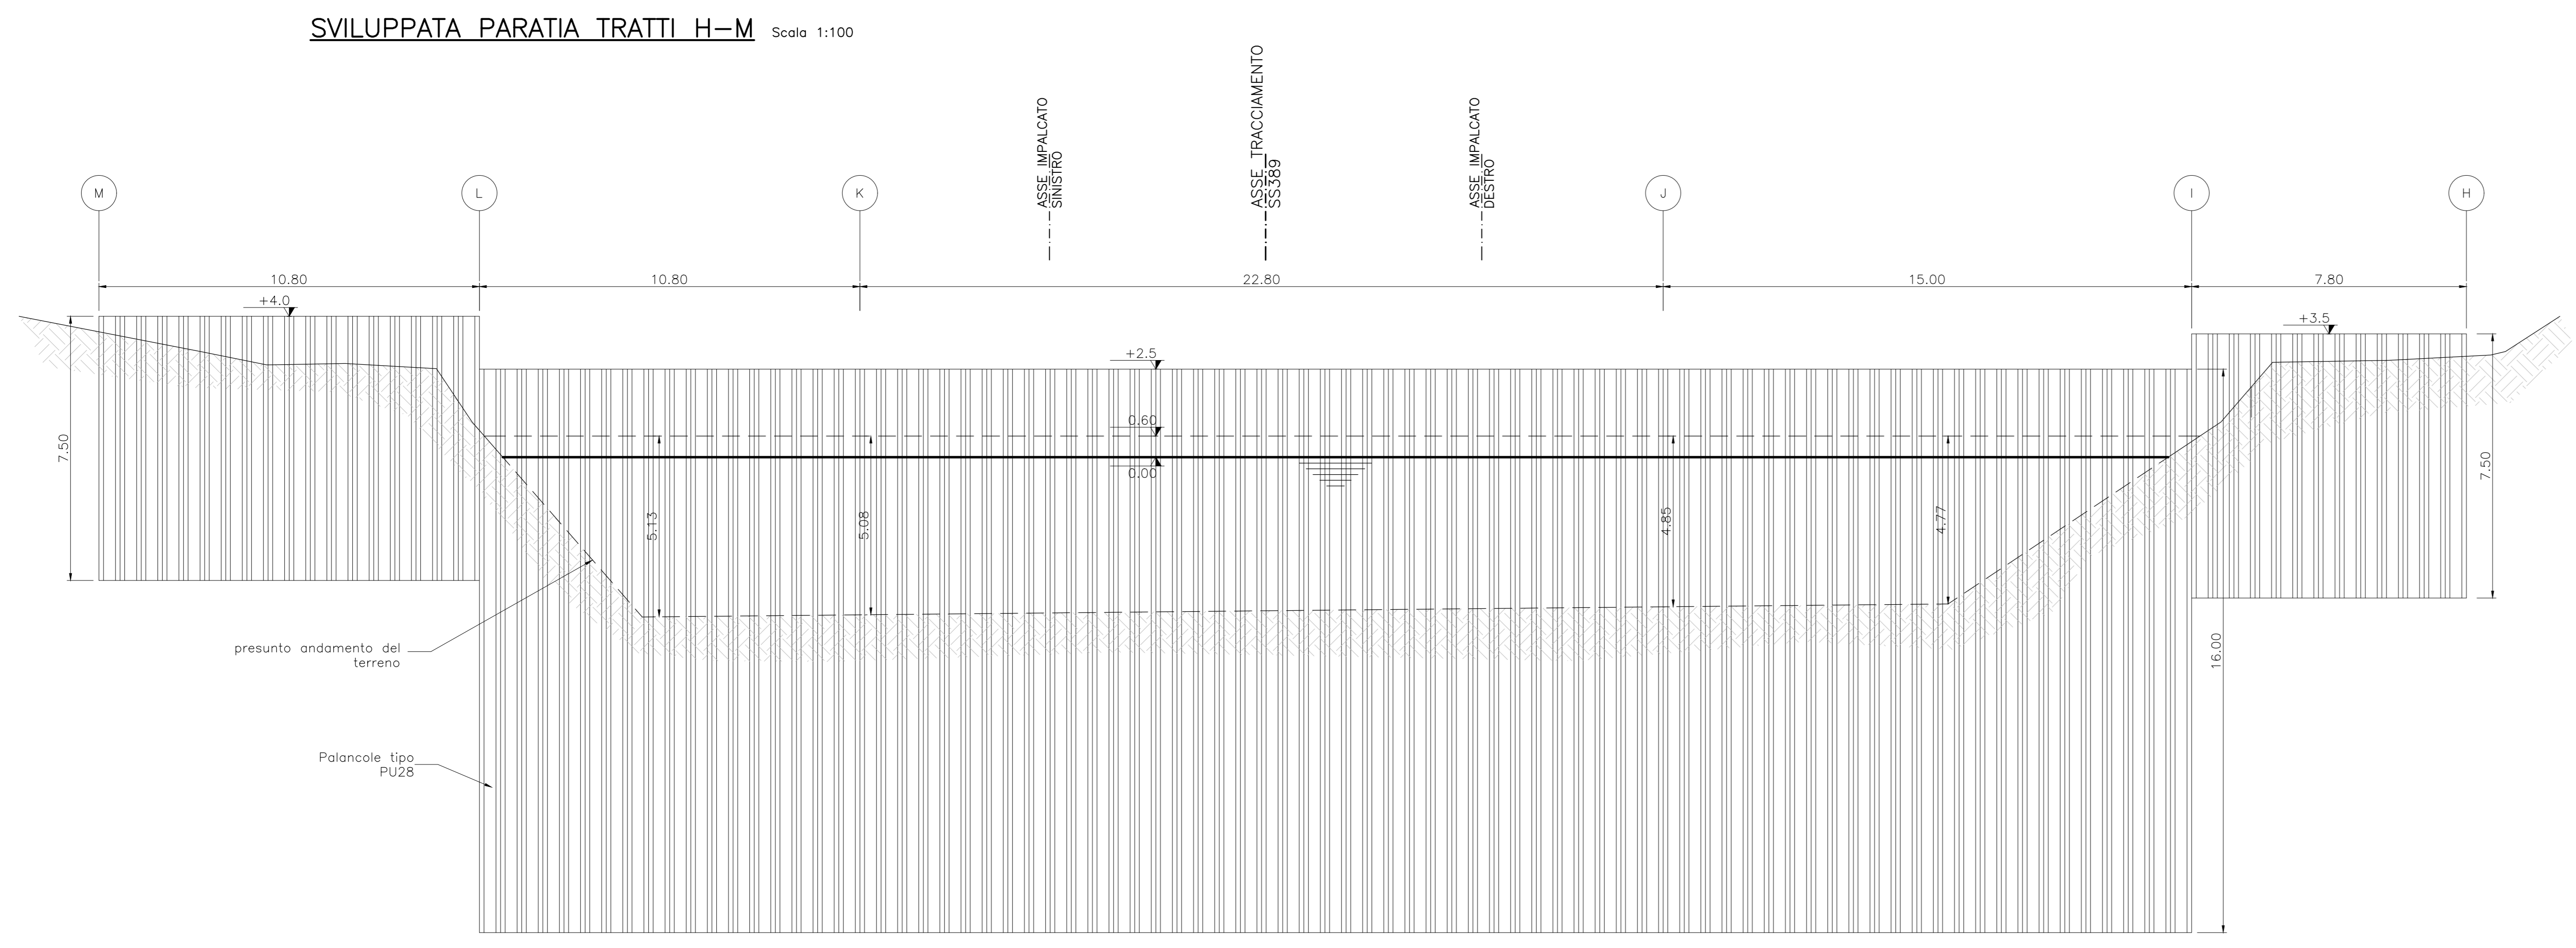 SVILUPPATA PARATIA TRATTI H-M Scala 1:100
ASSE IMPALCATO
SINISTRO
ASSE TRACCIAMENTO
SS389
ASSE IMPALCATO
DESTRO
M L K J I H
10.80 10.80 22.80 15.00 7.80
+4.0
+3.5
+2.5
0.60
0.00
7.50
5.13
5.08
4.85
4.77
7.50
16.00
presunto andamento del
terreno
Palancole tipo
PU28